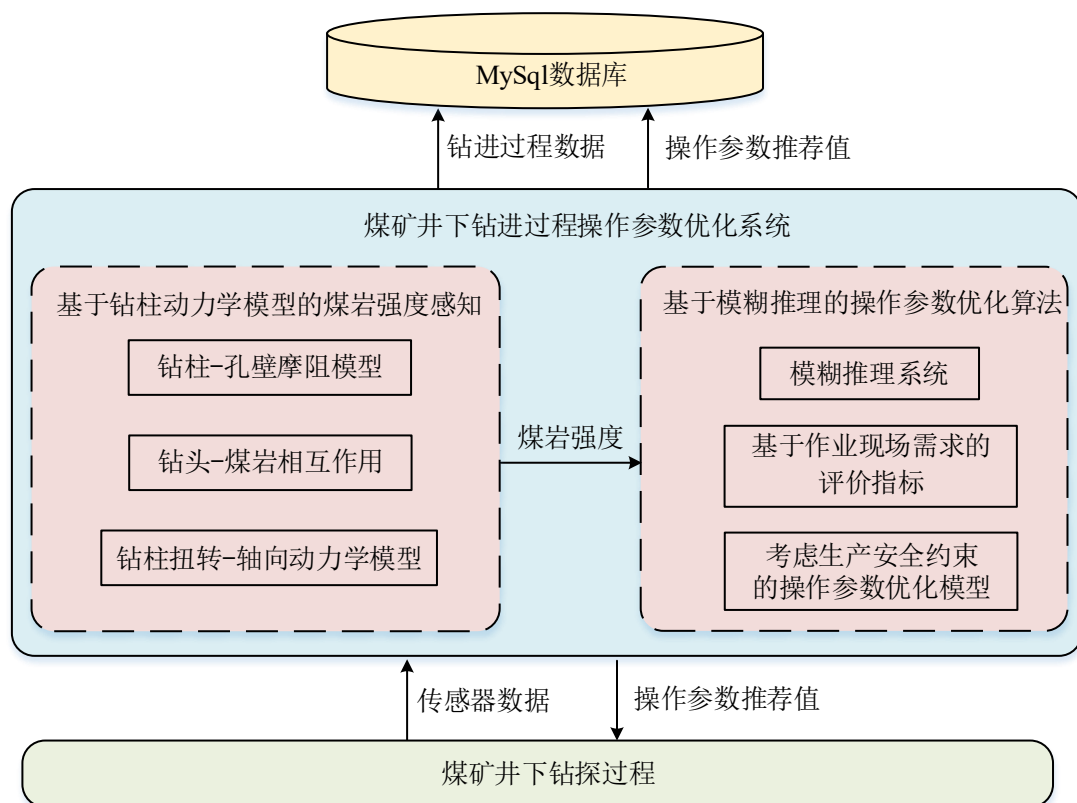 MySql数据库
钻进过程数据
操作参数推荐值
煤矿井下钻进过程操作参数优化系统
基于钻柱动力学模型的煤岩强度感知
钻柱-孔壁摩阻模型
钻头-煤岩相互作用
钻柱扭转-轴向动力学模型
煤岩强度
基于模糊推理的操作参数优化算法
模糊推理系统
基于作业现场需求的
评价指标
考虑生产安全约束
的操作参数优化模型
传感器数据
操作参数推荐值
煤矿井下钻探过程